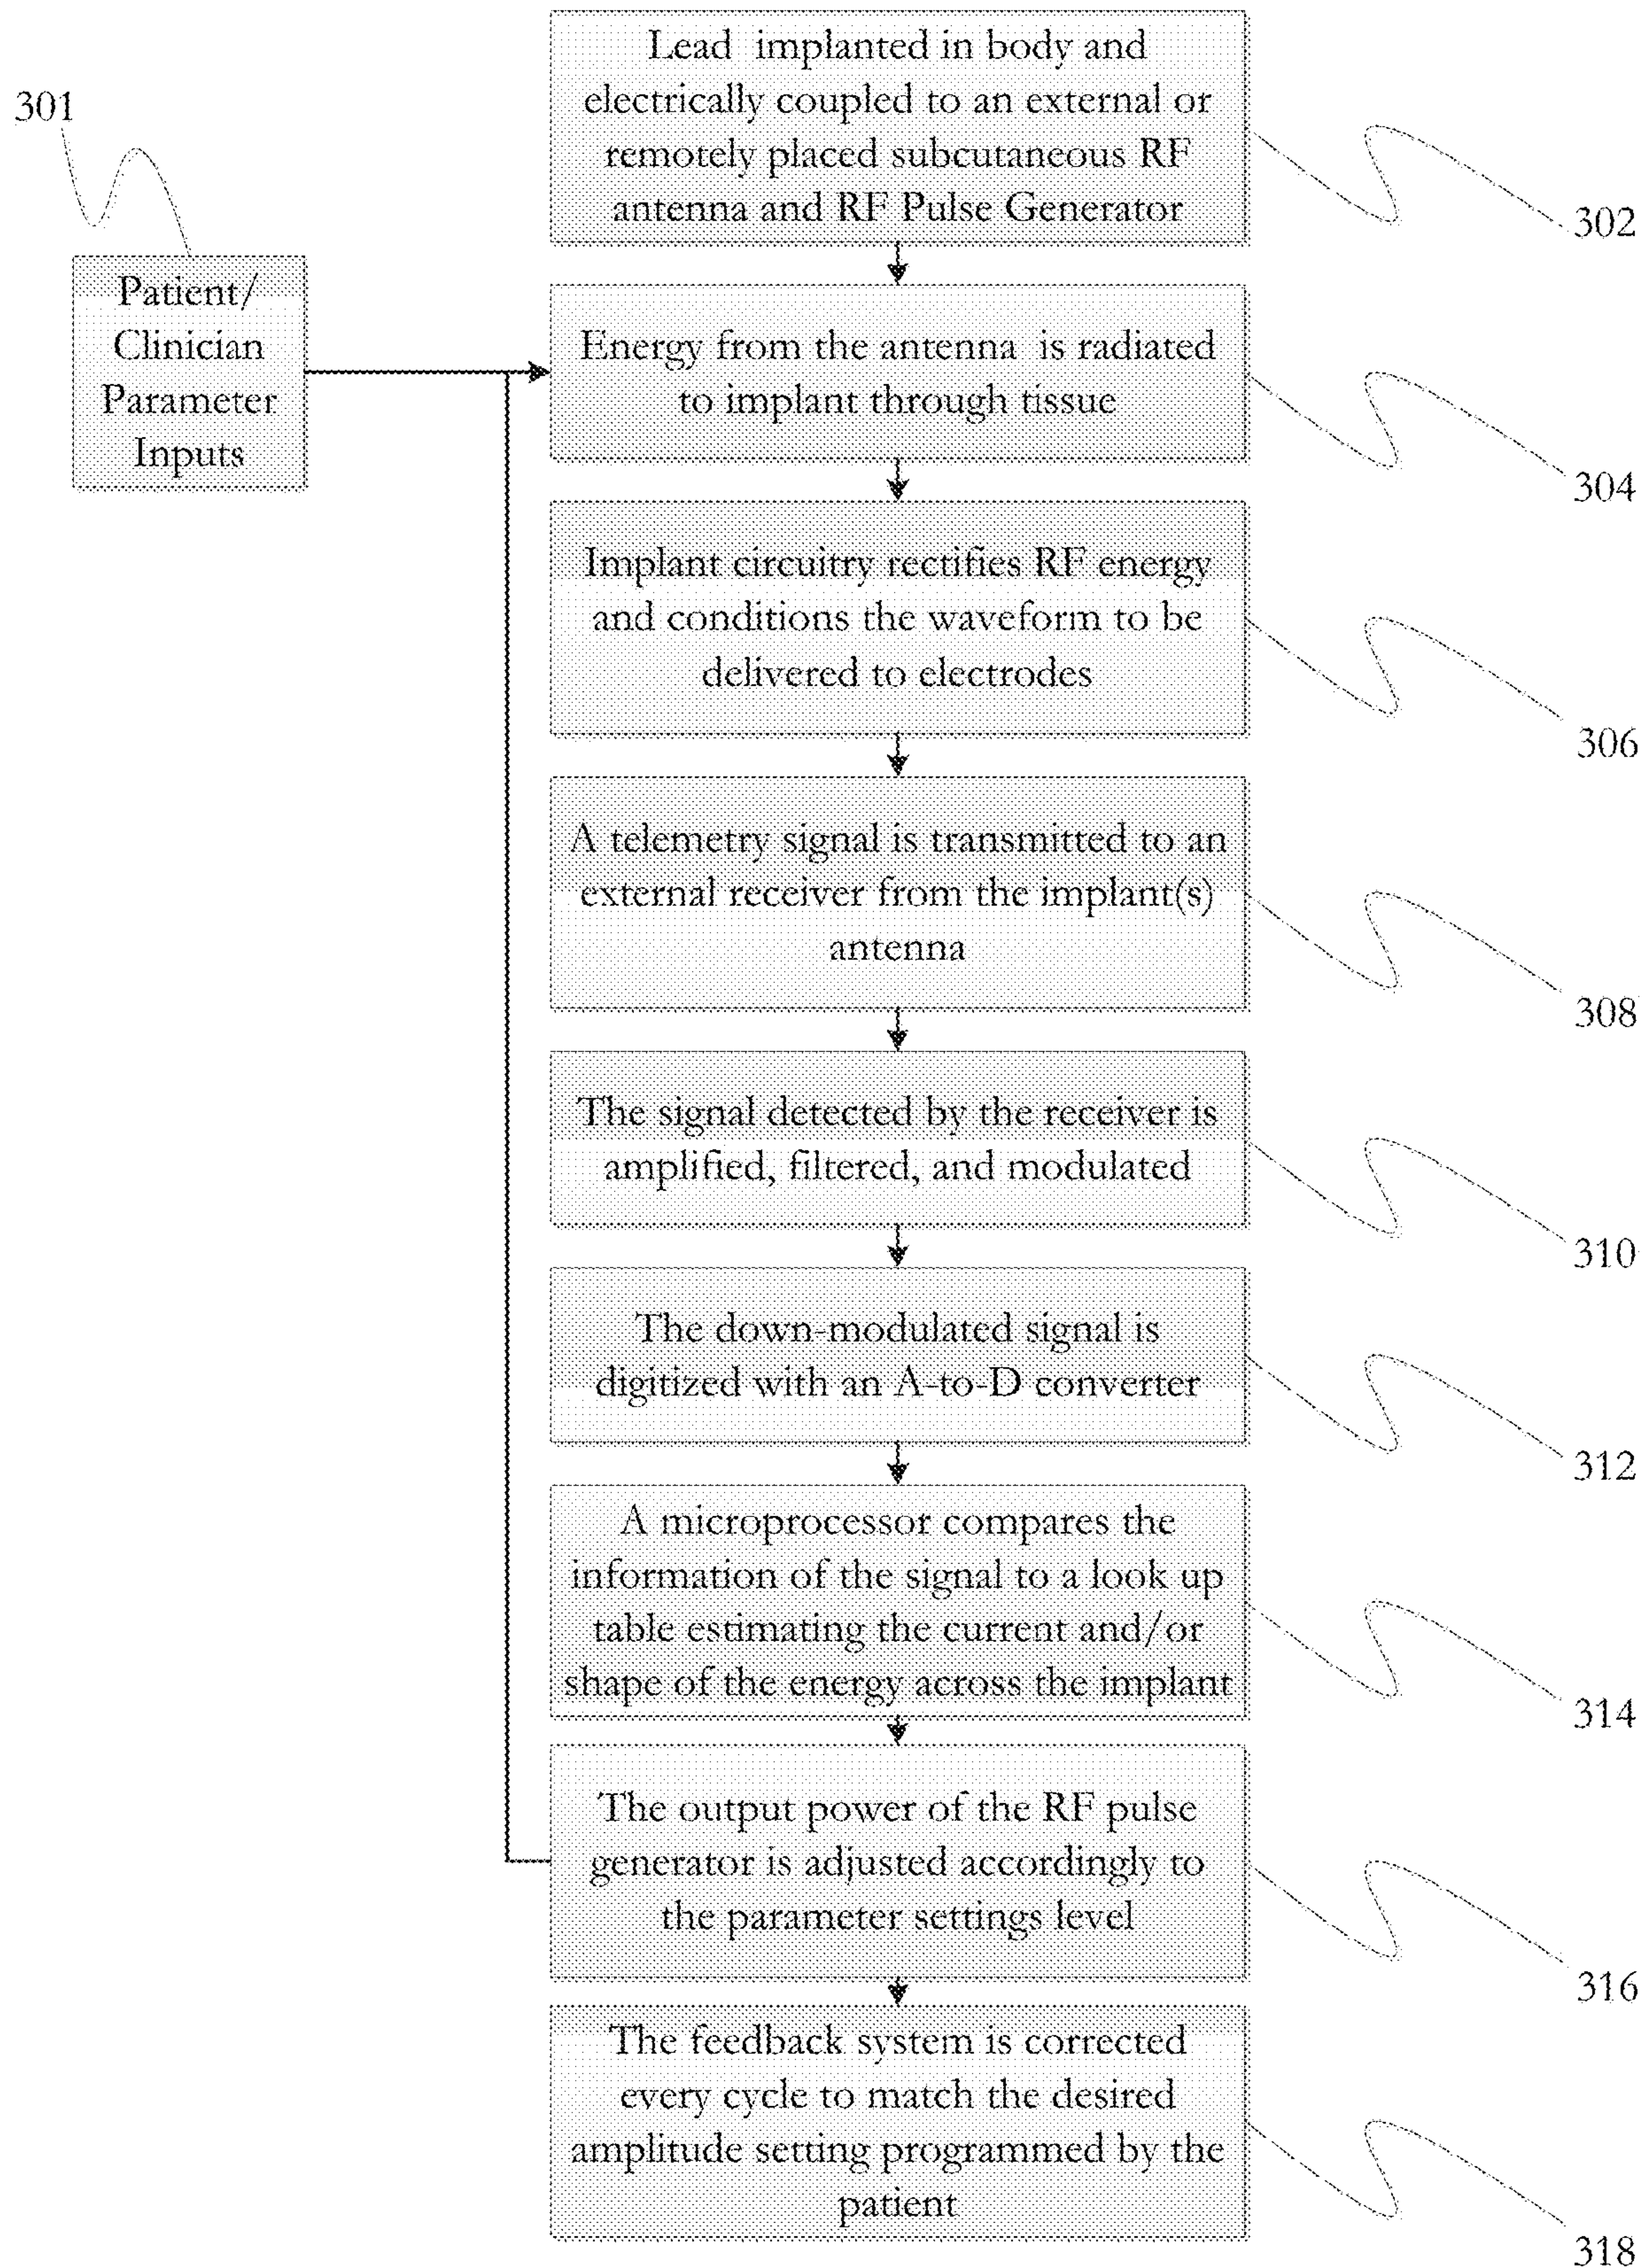 301
Patient/
Clinician
Parameter
Inputs
Lead implanted in body and
electrically coupled to an external or
remotely placed subcutaneous RF
antenna and RF Pulse Generator
302
Energy from the antenna is radiated
to implant through tissue
304
Implant circuitry rectifies RF energy
and conditions the waveform to be
delivered to electrodes
306
A telemetry signal is transmitted to an
external receiver from the implant(s)
antenna
308
The signal detected by the receiver is
amplified, filtered, and modulated
310
The down-modulated signal is
digitized with an A-to-D converter
312
A microprocessor compares the
information of the signal to a look up
table estimating the current and/or
shape of the energy across the implant
314
The output power of the RF pulse
generator is adjusted accordingly to
the parameter settings level
316
The feedback system is corrected
every cycle to match the desired
amplitude setting programmed by the
patient
318